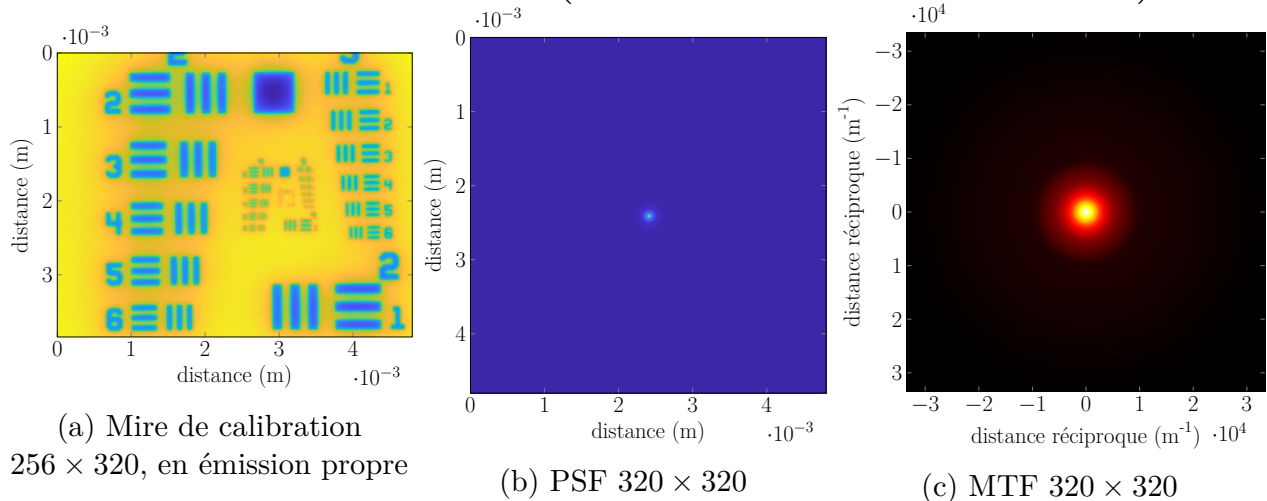 ·10⁻³
0
1
2
3
distance (m)
0 1 2 3 4
distance (m) ·10⁻³
2 3
2
3
4
5
6
1
2
3
4
5
6
2
1
(a) Mire de calibration
256 × 320, en émission propre
·10⁻³
0
1
2
3
4
distance (m)
0 1 2 3 4
distance (m) ·10⁻³
(b) PSF 320 × 320
·10⁴
−3
−2
−1
0
1
2
3
distance réciproque (m⁻¹)
−3 −2 −1 0 1 2 3
distance réciproque (m⁻¹) ·10⁴
(c) MTF 320 × 320